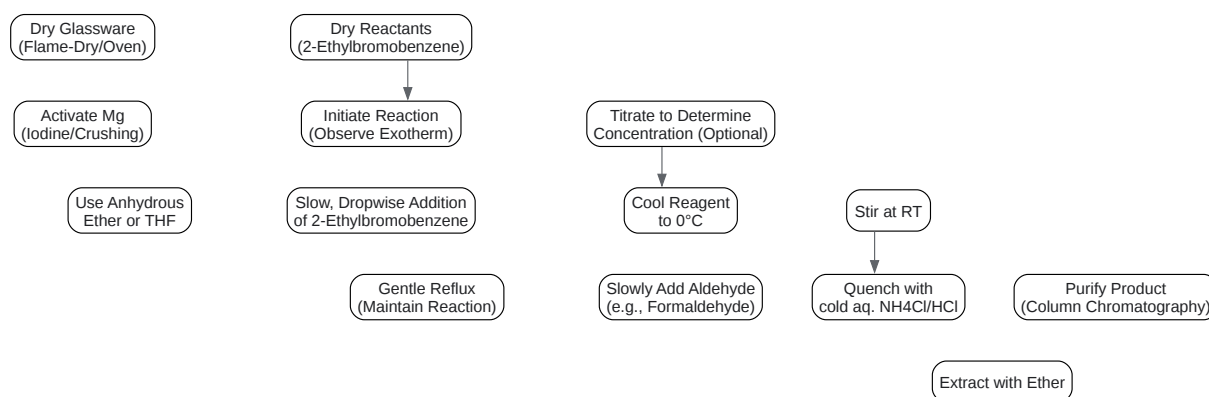 Dry Glassware
(Flame-Dry/Oven)
Dry Reactants
(2-Ethylbromobenzene)
Activate Mg
(Iodine/Crushing)
Initiate Reaction
(Observe Exotherm)
Titrate to Determine
Concentration (Optional)
Use Anhydrous
Ether or THF
Slow, Dropwise Addition
of 2-Ethylbromobenzene
Cool Reagent
to 0°C
Stir at RT
Gentle Reflux
(Maintain Reaction)
Slowly Add Aldehyde
(e.g., Formaldehyde)
Quench with
cold aq. NH4Cl/HCl
Purify Product
(Column Chromatography)
Extract with Ether